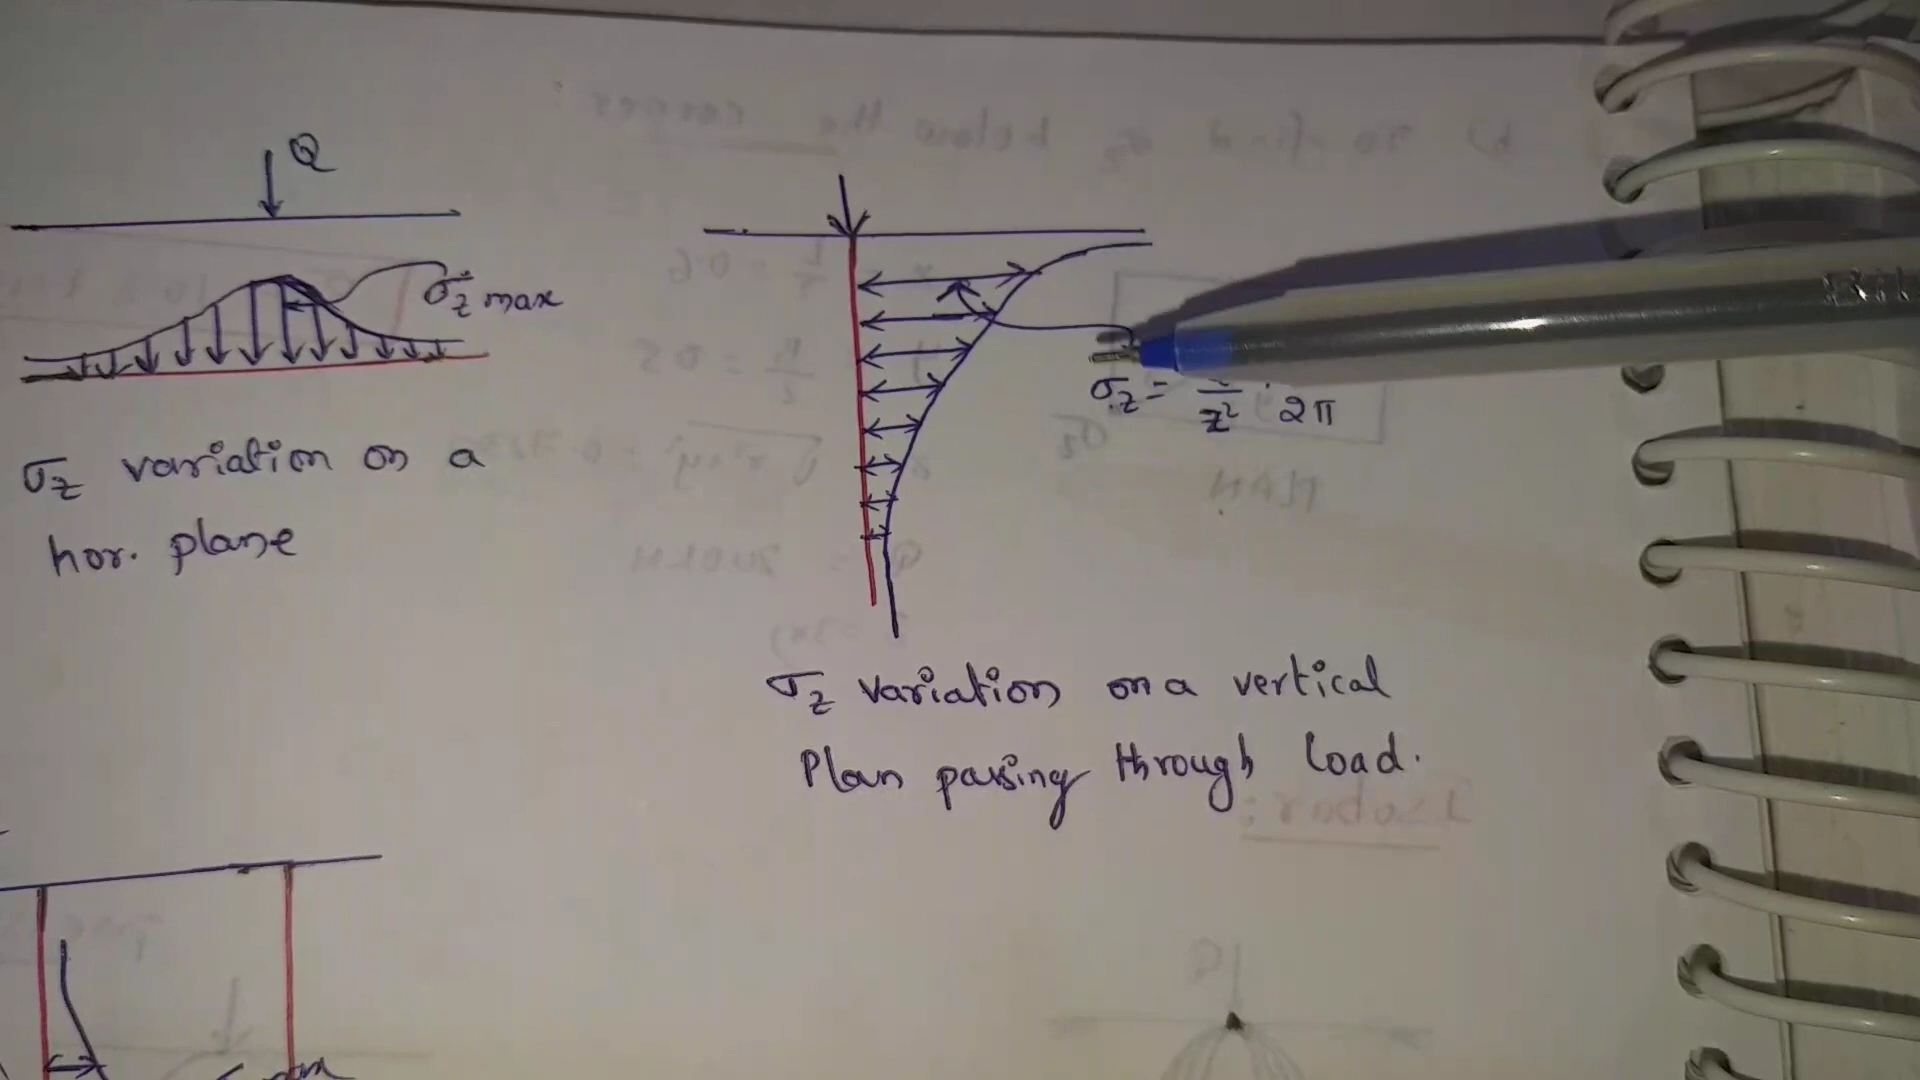 Q
σz max
σz variation on a
hor. plane
σz = z² · 2π
σz variation on a vertical
Plan passing through load.